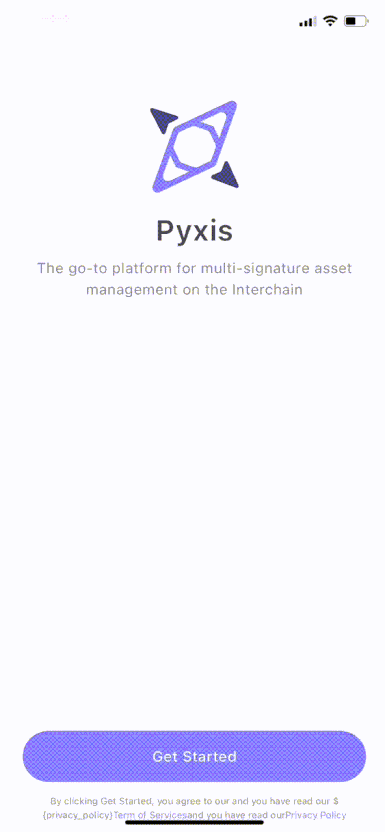 Pyxis
The go-to platform for multi-signature asset
management on the Interchain
Get Started
By clicking Get Started, you agree to our and you have read our $
{privacy_policy}Term of Servicesand you have read ourPrivacy Policy